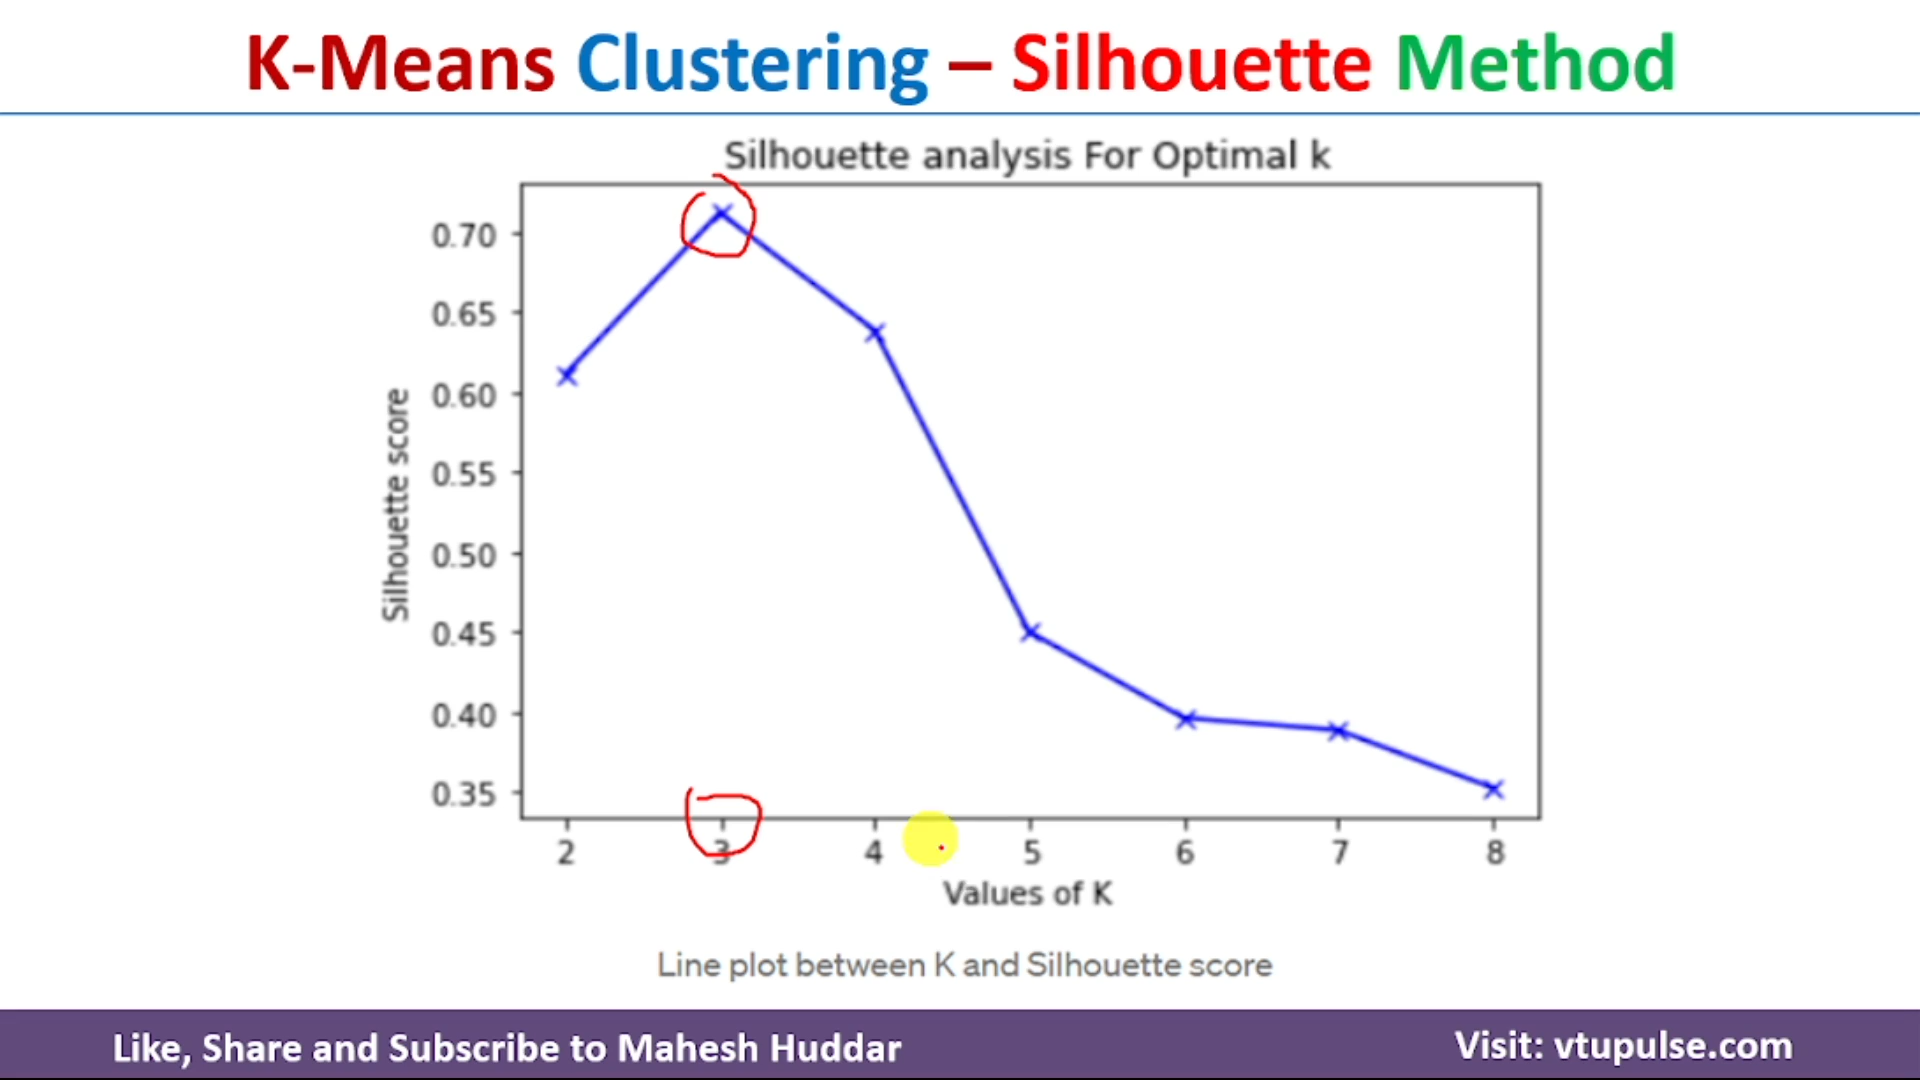 K-Means Clustering – Silhouette Method
Silhouette analysis For Optimal k
Silhouette score
0.70
0.65
0.60
0.55
0.50
0.45
0.40
0.35
2 3 4 5 6 7 8
Values of K
Line plot between K and Silhouette score
Like, Share and Subscribe to Mahesh Huddar
Visit: vtupulse.com